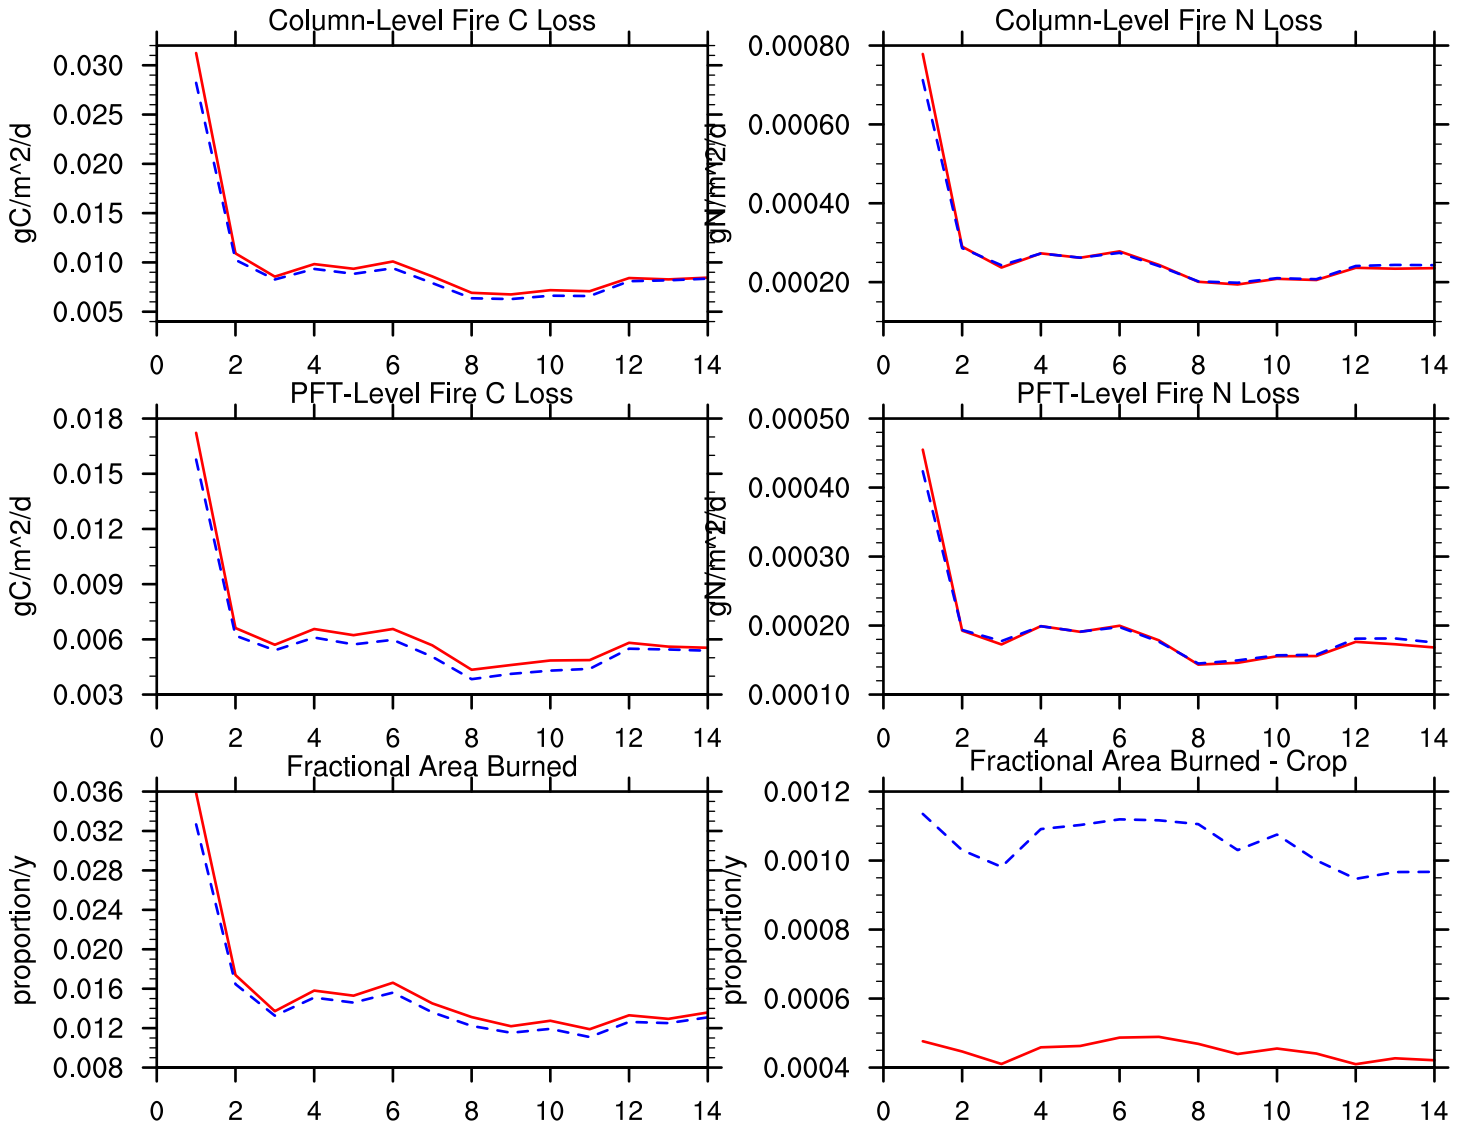 Column-Level Fire C Loss
gC/m^2/d
0.030
0.025
0.020
0.015
0.010
0.005
0 2 4 6 8 10 12 14
Column-Level Fire N Loss
gN/m^2/d
0.00080
0.00060
0.00040
0.00020
0 2 4 6 8 10 12 14
PFT-Level Fire C Loss
gC/m^2/d
0.018
0.015
0.012
0.009
0.006
0.003
0 2 4 6 8 10 12 14
PFT-Level Fire N Loss
gN/m^2/d
0.00050
0.00040
0.00030
0.00020
0.00010
0 2 4 6 8 10 12 14
Fractional Area Burned
proportion/y
0.036
0.032
0.028
0.024
0.020
0.016
0.012
0.008
0 2 4 6 8 10 12 14
Fractional Area Burned - Crop
proportion/y
0.0012
0.0010
0.0008
0.0006
0.0004
0 2 4 6 8 10 12 14